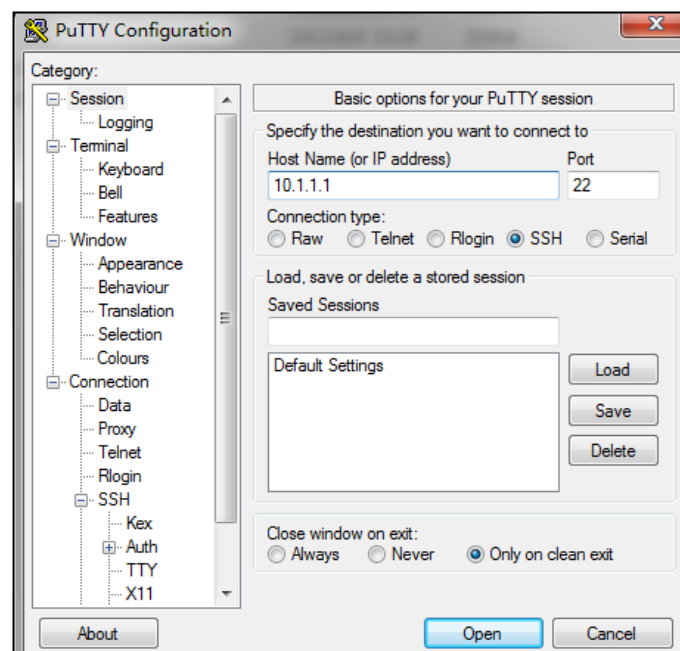 PuTTY Configuration
Category:
Session
Logging
Terminal
Keyboard
Bell
Features
Window
Appearance
Behaviour
Translation
Selection
Colours
Connection
Data
Proxy
Telnet
Rlogin
SSH
Kex
Auth
TTY
X11
Basic options for your PuTTY session
Specify the destination you want to connect to
Host Name (or IP address) Port
10.1.1.1 22
Connection type:
Raw Telnet Rlogin SSH Serial
Load, save or delete a stored session
Saved Sessions
Default Settings
Load
Save
Delete
Close window on exit:
Always Never Only on clean exit
About Open Cancel